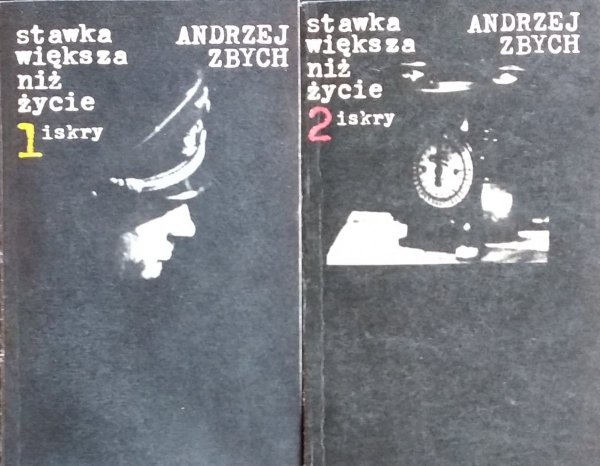 stawka
większa
niż
życie
1 iskry
ANDRZEJ
ZBYCH
stawka
większa
niż
życie
2 iskry
ANDRZEJ
ZBYCH